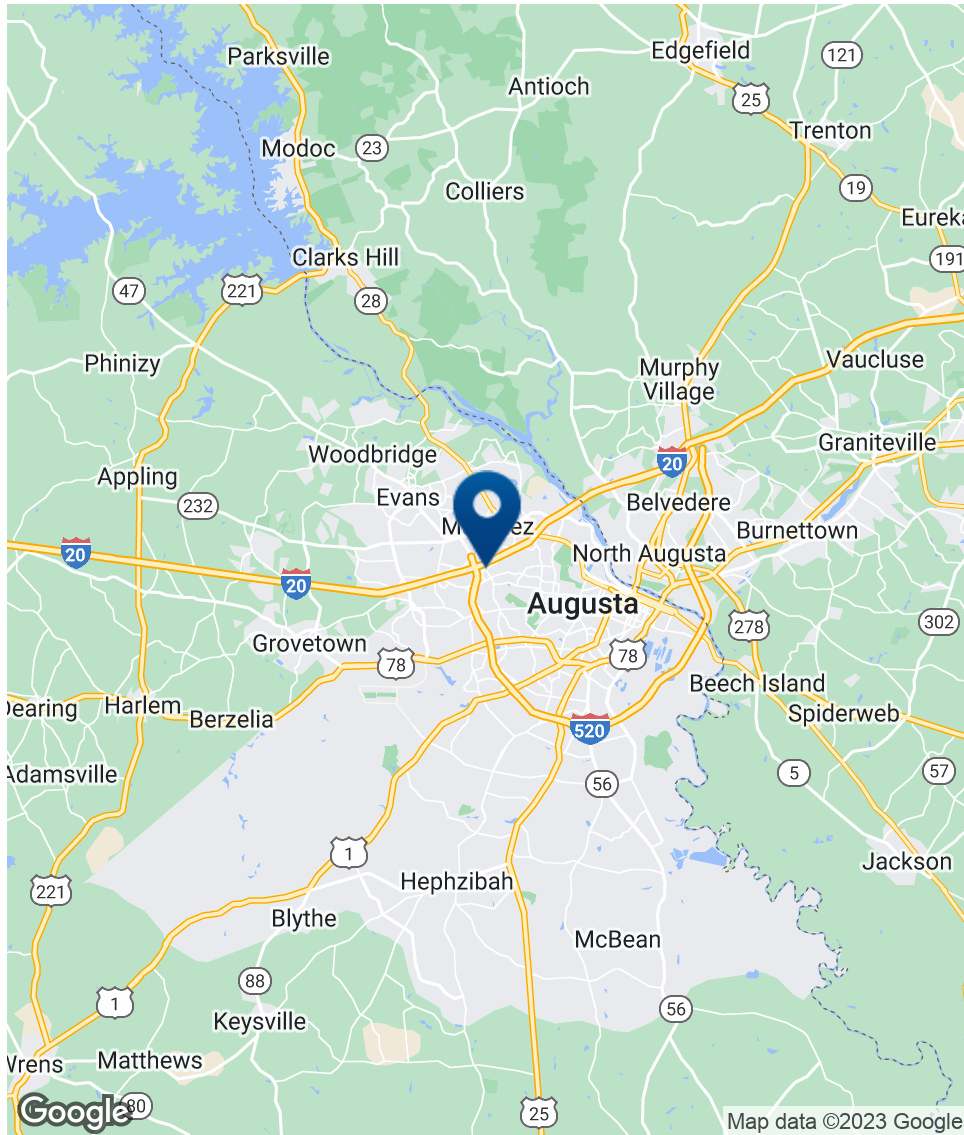 Parksville
Edgefield
121
Antioch
25
Trenton
Modoc
23
19
Colliers
Clarks Hill
191
47
221
28
Phinizy
Murphy
Village
Vaucluse
Woodbridge
20
Graniteville
Appling
Evans
232
Belvedere
Burnettown
20
North Augusta
20
Augusta
302
278
Grovetown
78
78
Beech Island
Dearing
Harlem
Berzelia
Spiderweb
520
Adamsville
5
57
56
1
Jackson
221
Hephzibah
Blythe
McBean
88
1
56
Keysville
Wrens
Matthews
Google
80
25
Map data ©2023 Google